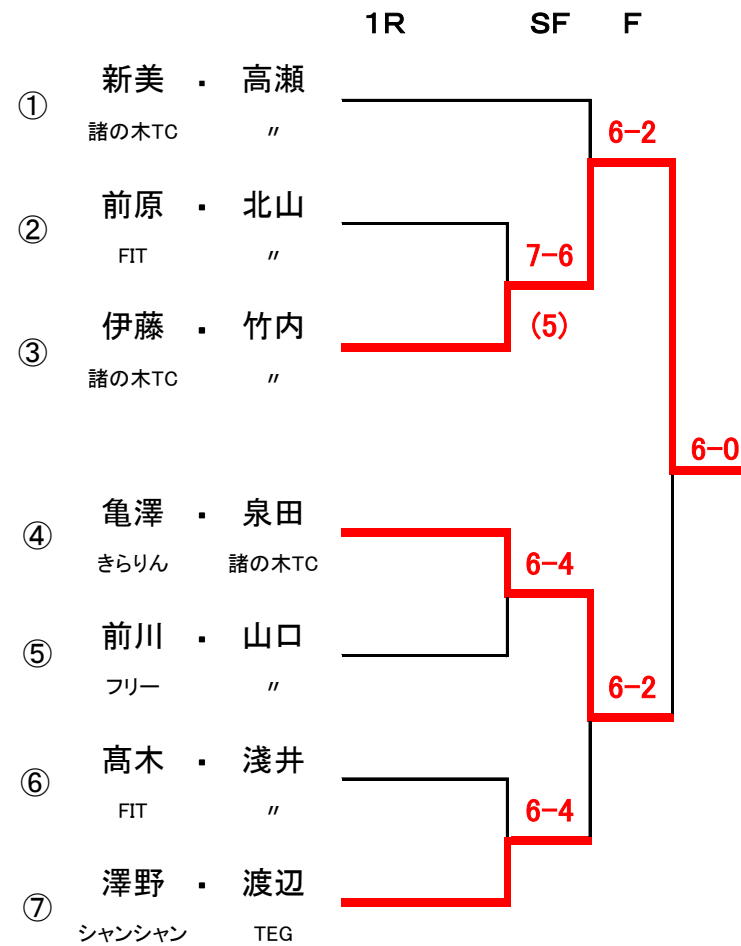 1R SF F
① 新美 ・ 高瀬
諸の木TC 〃
6-2
② 前原 ・ 北山
FIT 〃
7-6
(5)
③ 伊藤 ・ 竹内
諸の木TC 〃
6-0
④ 亀澤 ・ 泉田
きらりん 諸の木TC
6-4
⑤ 前川 ・ 山口
フリー 〃
6-2
⑥ 髙木 ・ 淺井
FIT 〃
6-4
⑦ 澤野 ・ 渡辺
シャンシャン TEG